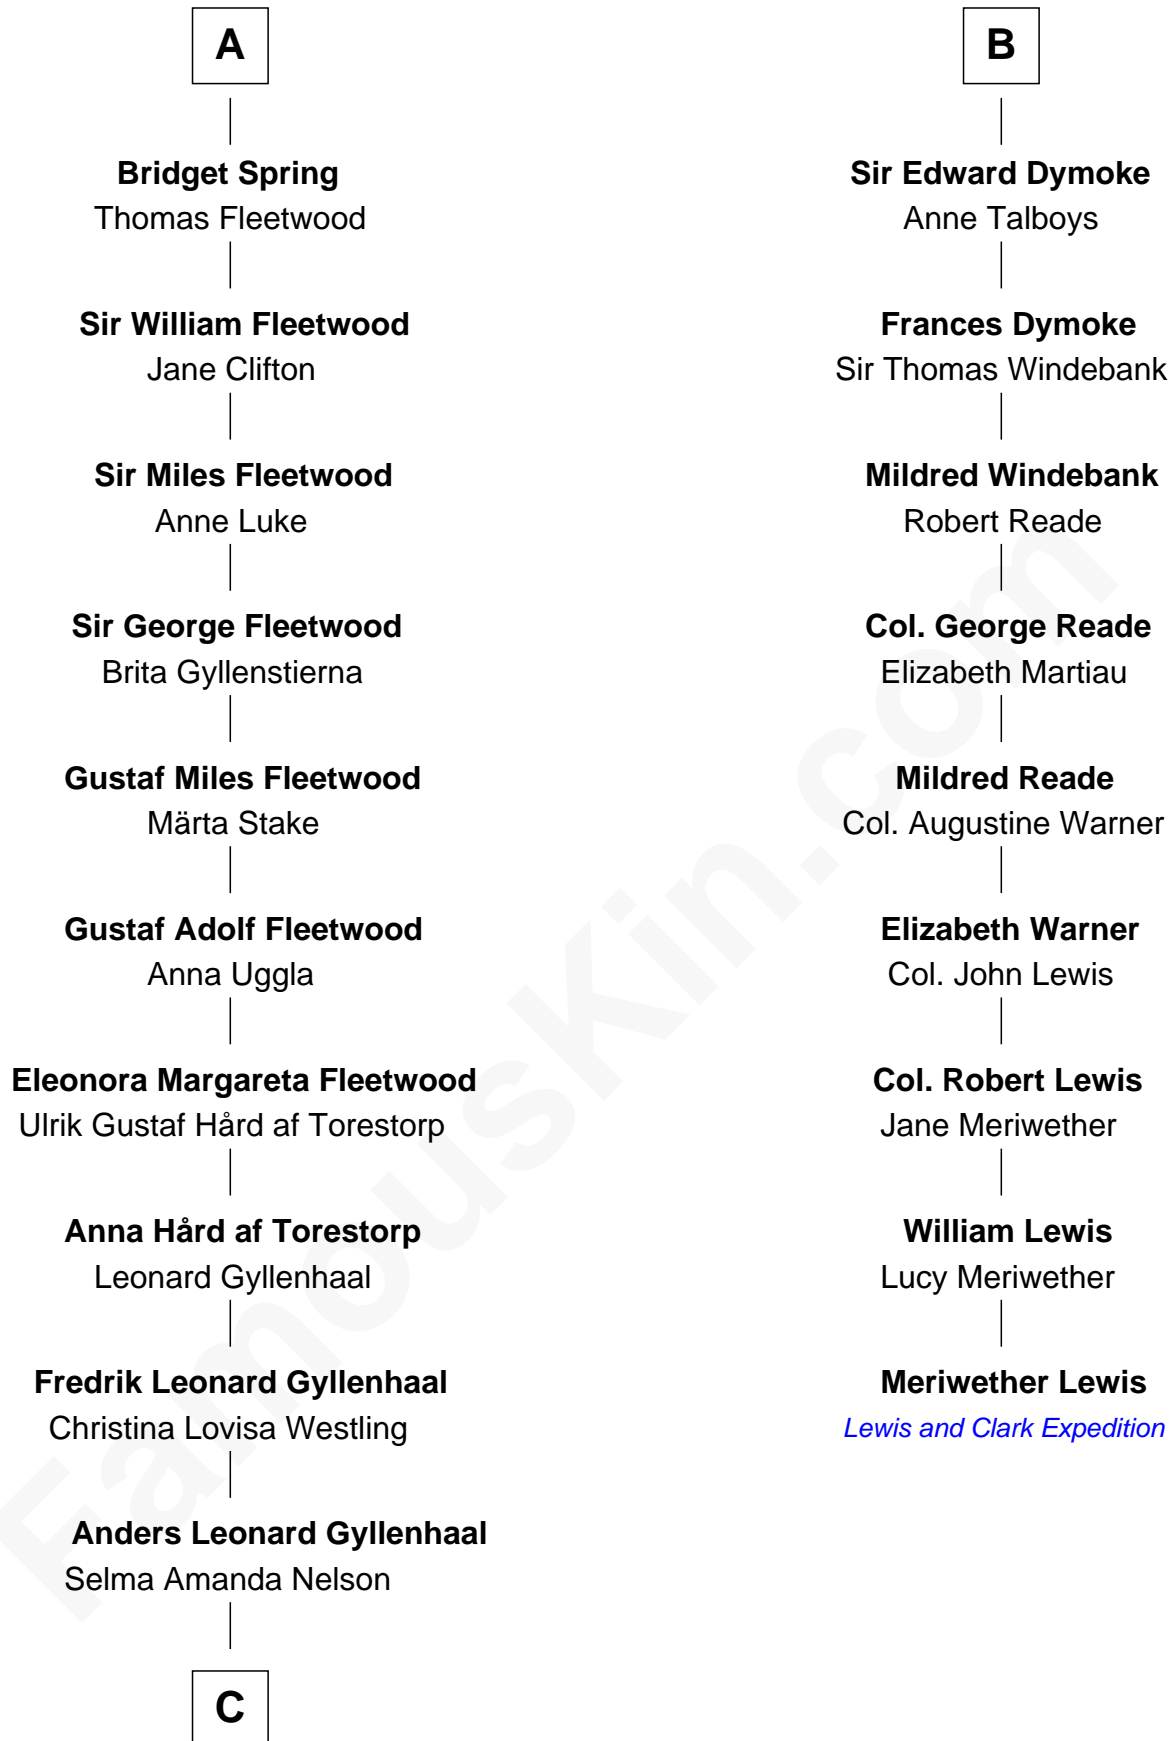 A
Bridget Spring
Thomas Fleetwood
Sir William Fleetwood
Jane Clifton
Sir Miles Fleetwood
Anne Luke
Sir George Fleetwood
Brita Gyllenstierna
Gustaf Miles Fleetwood
Märta Stake
Gustaf Adolf Fleetwood
Anna Uggla
Eleonora Margareta Fleetwood
Ulrik Gustaf Hård af Torestorp
Anna Hård af Torestorp
Leonard Gyllenhaal
Fredrik Leonard Gyllenhaal
Christina Lovisa Westling
Anders Leonard Gyllenhaal
Selma Amanda Nelson
C
B
Sir Edward Dymoke
Anne Talboys
Frances Dymoke
Sir Thomas Windebank
Mildred Windebank
Robert Reade
Col. George Reade
Elizabeth Martiau
Mildred Reade
Col. Augustine Warner
Elizabeth Warner
Col. John Lewis
Col. Robert Lewis
Jane Meriwether
William Lewis
Lucy Meriwether
Meriwether Lewis
Lewis and Clark Expedition
FamousKin.com